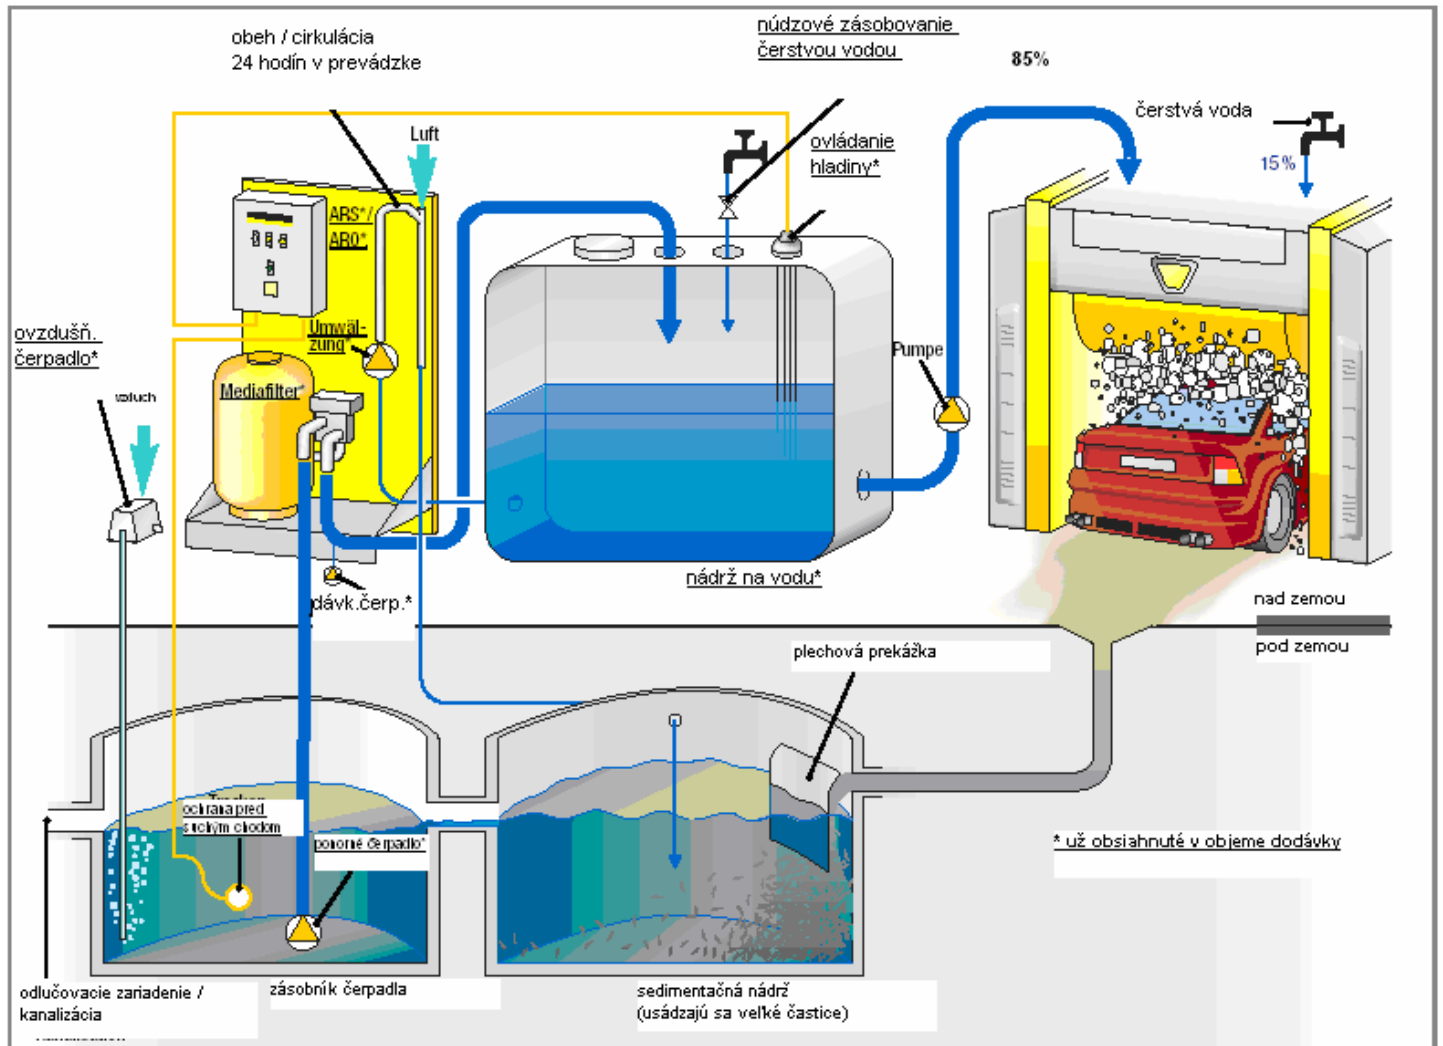 obeh / cirkulácia
24 hodín v prevádzke
núdzové zásobovanie
čerstvou vodou
85%
čerstvá voda
15%
Luft
ovládanie
hladiny*
ARS*/
ARO*
Umwäl-
zung*
ovzdušň.
čerpadlo*
vzduch
Mediafilter*
Pumpe
nádrž na vodu*
dávk.čerp.*
nad zemou
pod zemou
plechová prekážka
ochrana pred
suchým chodom
ponorné čerpadlo*
* už obsiahnuté v objeme dodávky
odlučovacie zariadenie /
kanalizácia
zásobník čerpadla
sedimentačná nádrž
(usádzajú sa veľké častice)